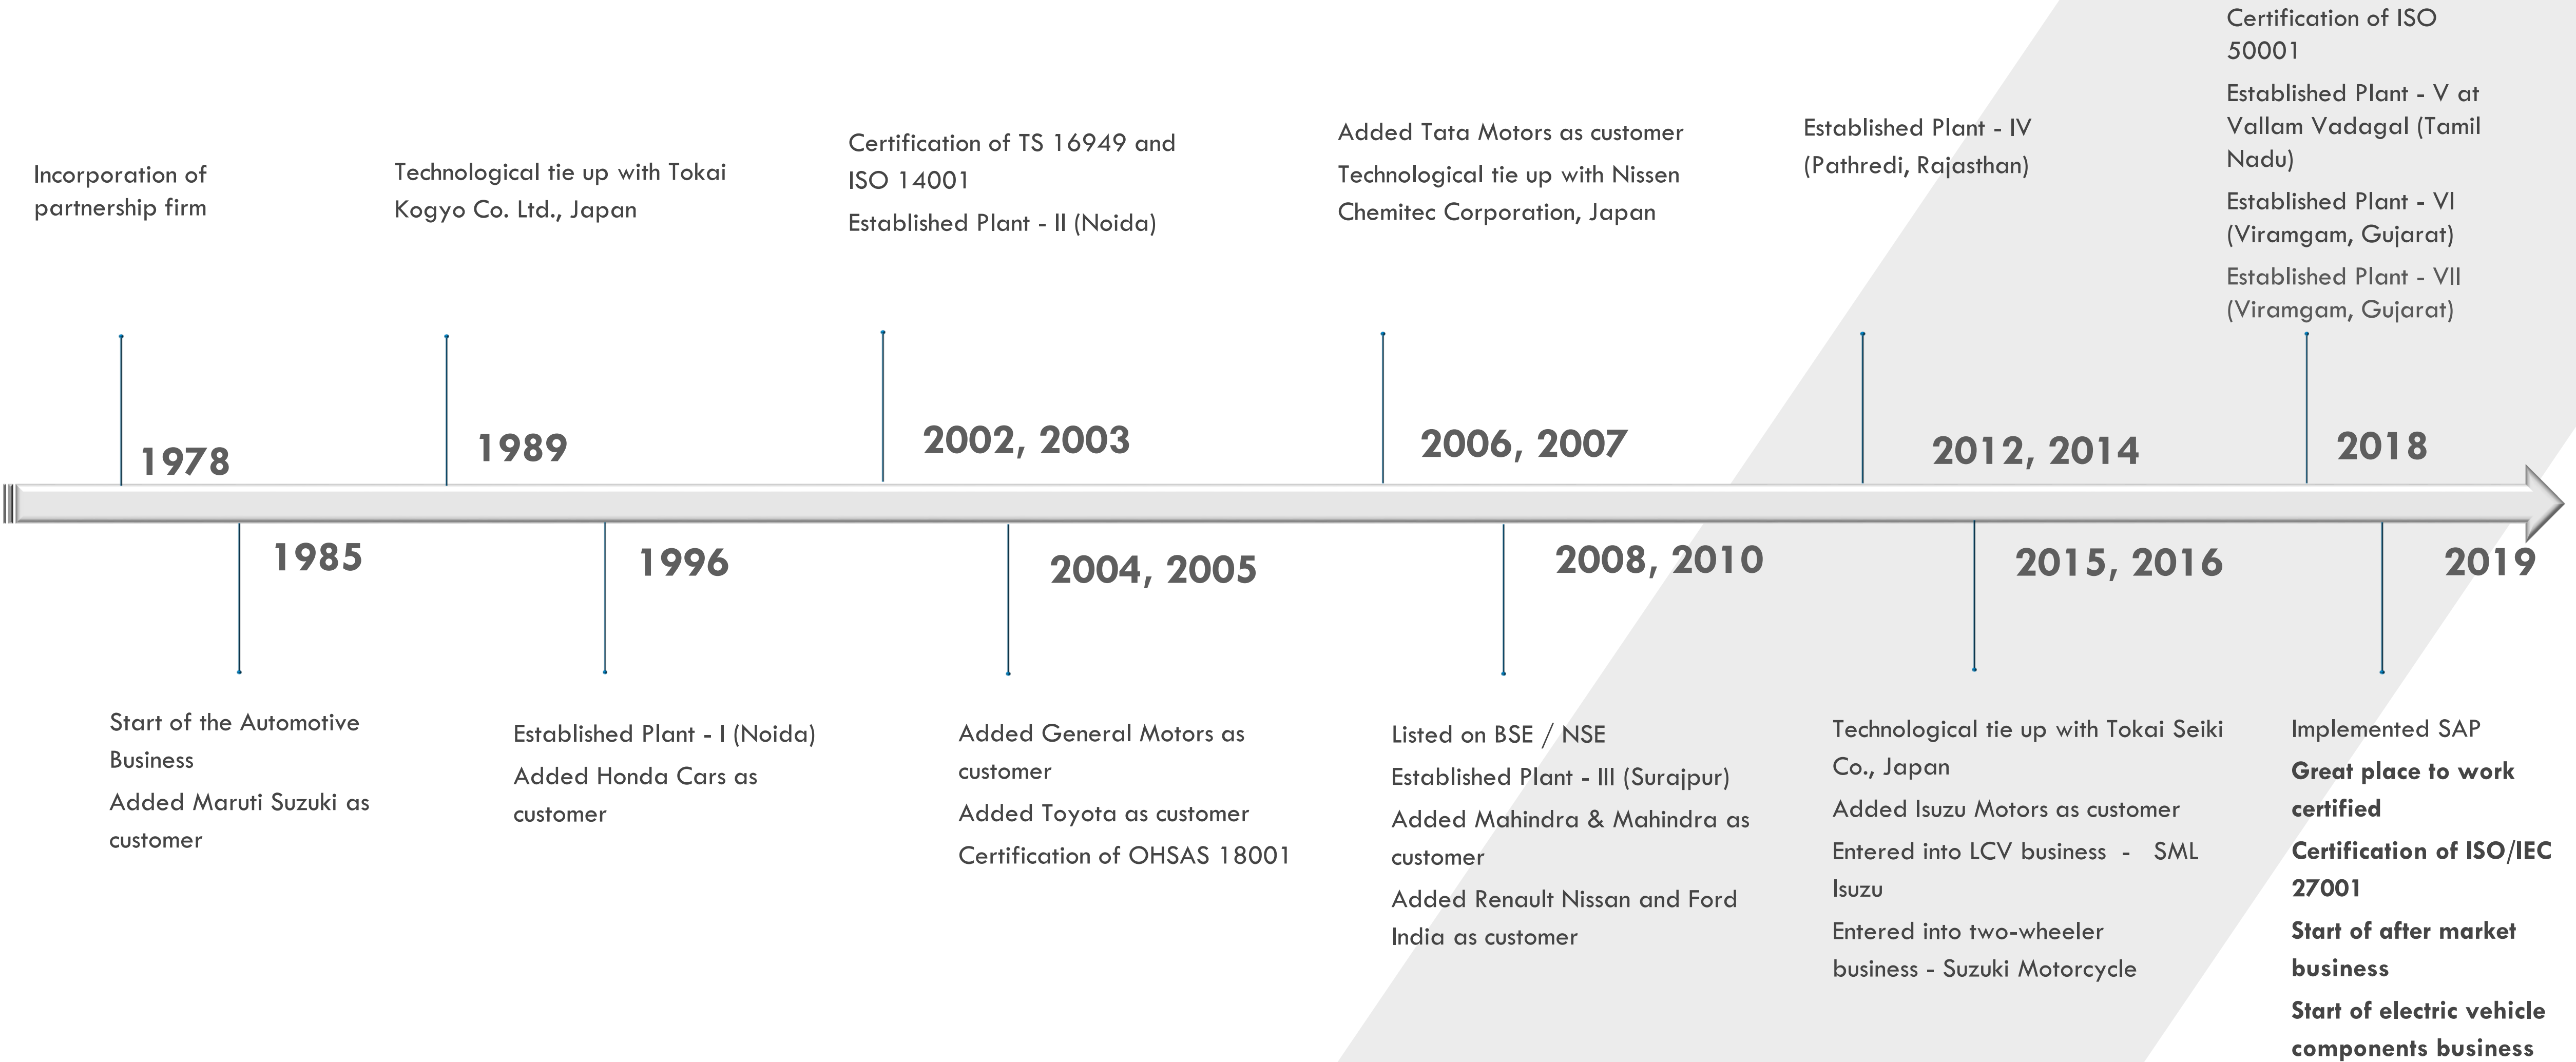 Incorporation of
partnership firm
1978
Start of the Automotive
Business
Added Maruti Suzuki as
customer
1985
Technological tie up with Tokai
Kogyo Co. Ltd., Japan
1989
Established Plant - I (Noida)
Added Honda Cars as
customer
1996
Certification of TS 16949 and
ISO 14001
Established Plant - II (Noida)
2002, 2003
Added General Motors as
customer
Added Toyota as customer
Certification of OHSAS 18001
2004, 2005
Added Tata Motors as customer
Technological tie up with Nissen
Chemitec Corporation, Japan
2006, 2007
Listed on BSE / NSE
Established Plant - III (Surajpur)
Added Mahindra & Mahindra as
customer
Added Renault Nissan and Ford
India as customer
2008, 2010
Established Plant - IV
(Pathredi, Rajasthan)
2012, 2014
Technological tie up with Tokai Seiki
Co., Japan
Added Isuzu Motors as customer
Entered into LCV business - SML
Isuzu
Entered into two-wheeler
business - Suzuki Motorcycle
2015, 2016
Certification of ISO
50001
Established Plant - V at
Vallam Vadagal (Tamil
Nadu)
Established Plant - VI
(Viramgam, Gujarat)
Established Plant - VII
(Viramgam, Gujarat)
2018
Implemented SAP
Great place to work
certified
Certification of ISO/IEC
27001
Start of after market
business
Start of electric vehicle
components business
2019